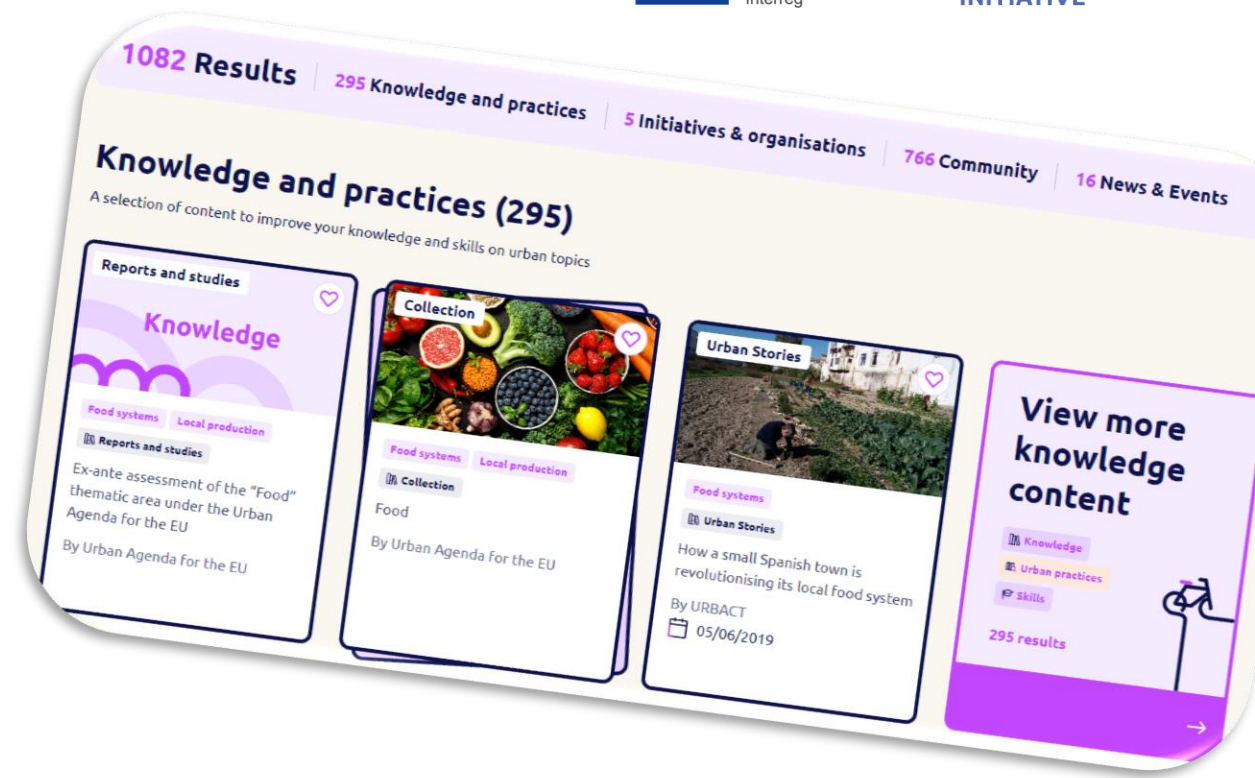 Interreg
INITIATIVE
1082 Results
295 Knowledge and practices
5 Initiatives & organisations
766 Community
16 News & Events
Knowledge and practices (295)
A selection of content to improve your knowledge and skills on urban topics
Reports and studies
Knowledge
Food systems Local production
Reports and studies
Ex-ante assessment of the “Food”
thematic area under the Urban
Agenda for the EU
By Urban Agenda for the EU
Collection
Food systems Local production
Collection
Food
By Urban Agenda for the EU
Urban Stories
Food systems
Urban Stories
How a small Spanish town is
revolutionising its local food system
By URBACT
05/06/2019
View more
knowledge
content
Knowledge
Urban practices
Skills
295 results